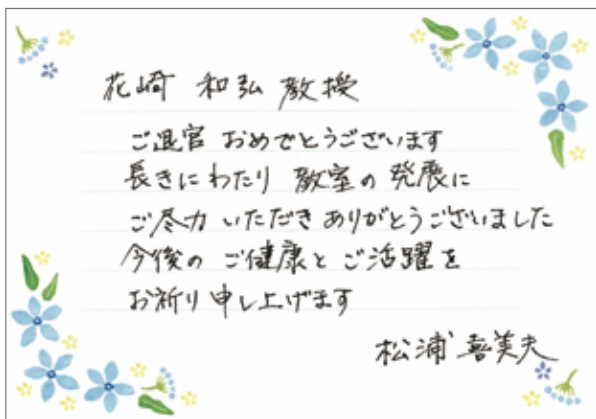 花崎 和弘 教授
ご退官 おめでとうございます
長きにわたり 教室の 発展に
ご尽力 いただき ありがとうございました
今後の ご健康と ご活躍を
お祈り申し上げます
松浦 喜美夫